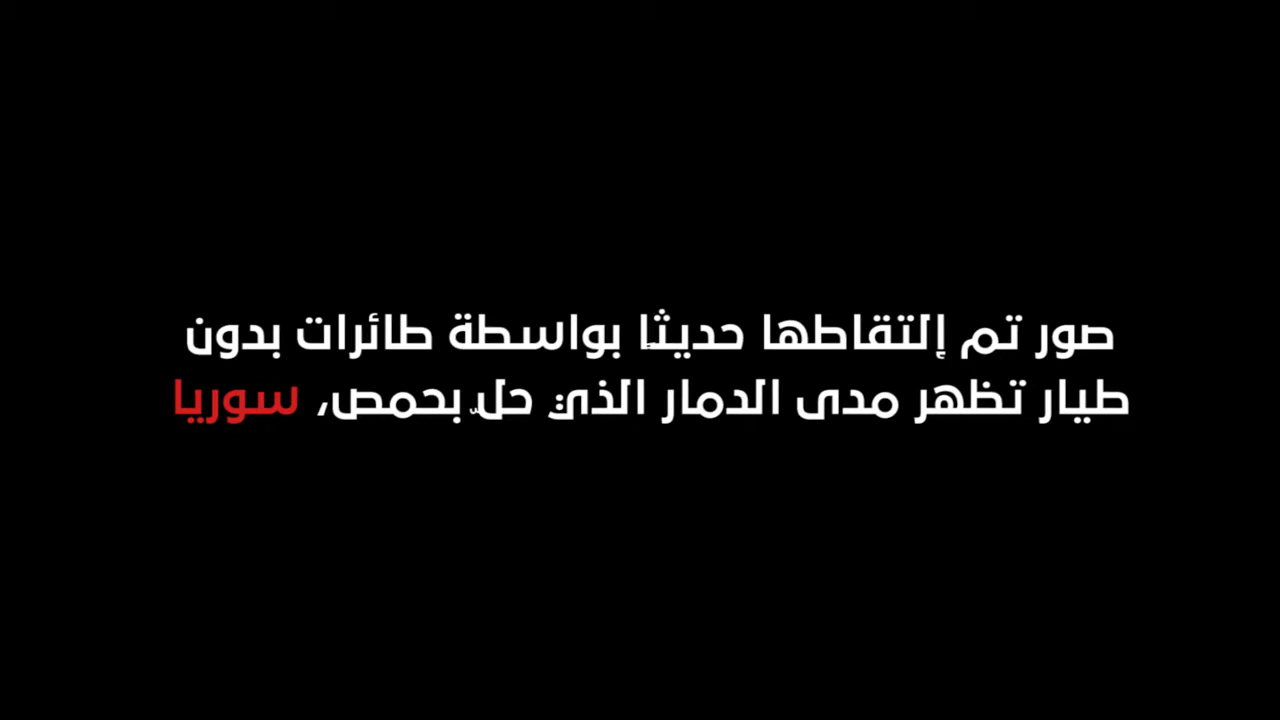 صور تم إلتقاطها حديثاً بواسطة طائرات بدون
طيار تظهر مدى الدمار الذي حل بحمص، سوريا